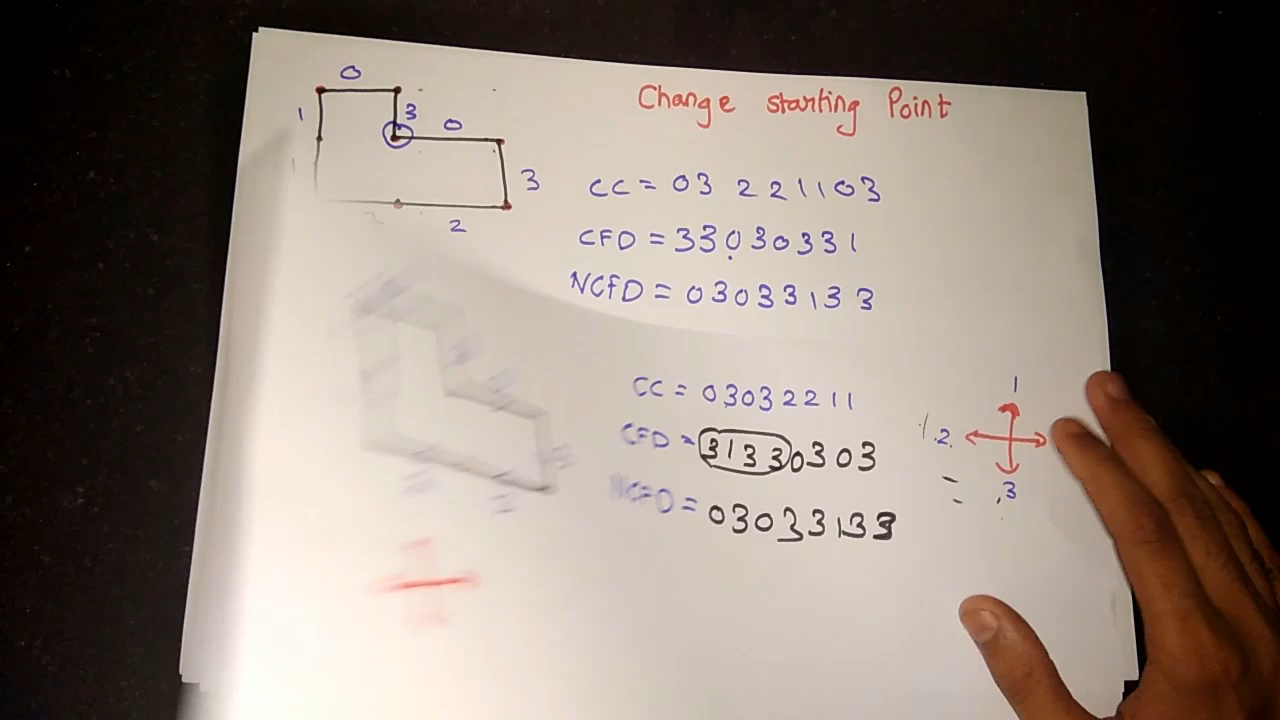 Change starting Point
0
1
3
0
3
2
2
CC = 03 221103
CFD = 33030331
NCFD = 03033133
CC = 03032211
CFD = 31330303
NCFD = 03033133
1
2
3